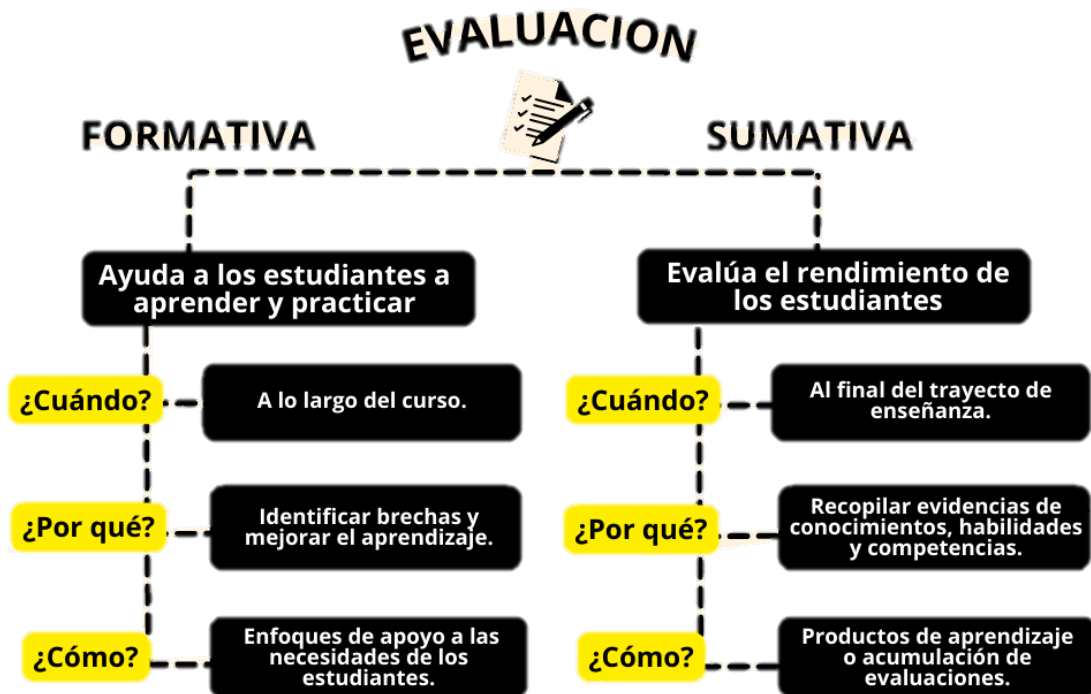 EVALUACION
FORMATIVA
SUMATIVA
Ayuda a los estudiantes a
aprender y practicar
¿Cuándo?
A lo largo del curso.
¿Por qué?
Identificar brechas y
mejorar el aprendizaje.
¿Cómo?
Enfoques de apoyo a las
necesidades de los
estudiantes.
Evalúa el rendimiento de
los estudiantes
¿Cuándo?
Al final del trayecto de
enseñanza.
¿Por qué?
Recopilar evidencias de
conocimientos, habilidades
y competencias.
¿Cómo?
Productos de aprendizaje
o acumulación de
evaluaciones.